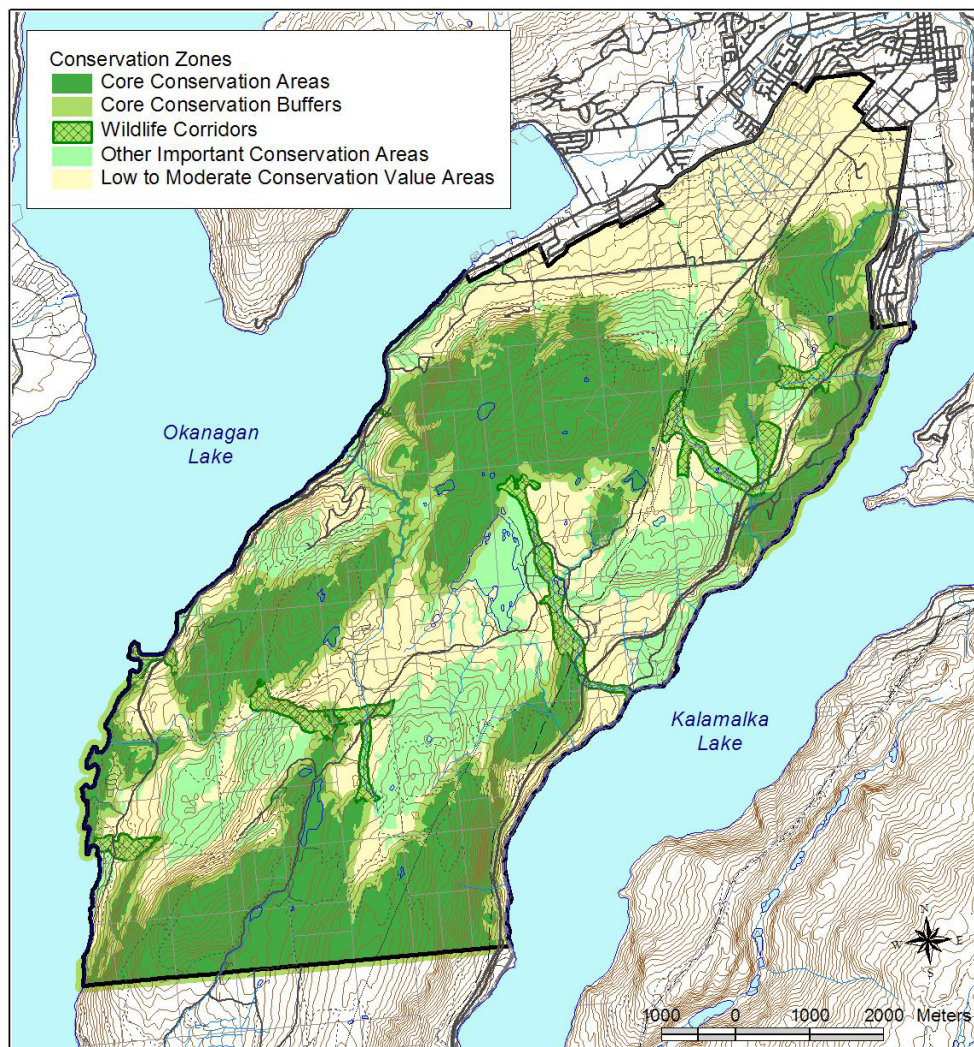 Conservation Zones
Core Conservation Areas
Core Conservation Buffers
Wildlife Corridors
Other Important Conservation Areas
Low to Moderate Conservation Value Areas
Okanagan
Lake
Kalamalka
Lake
N
W E
S
1000 0 1000 2000 Meters